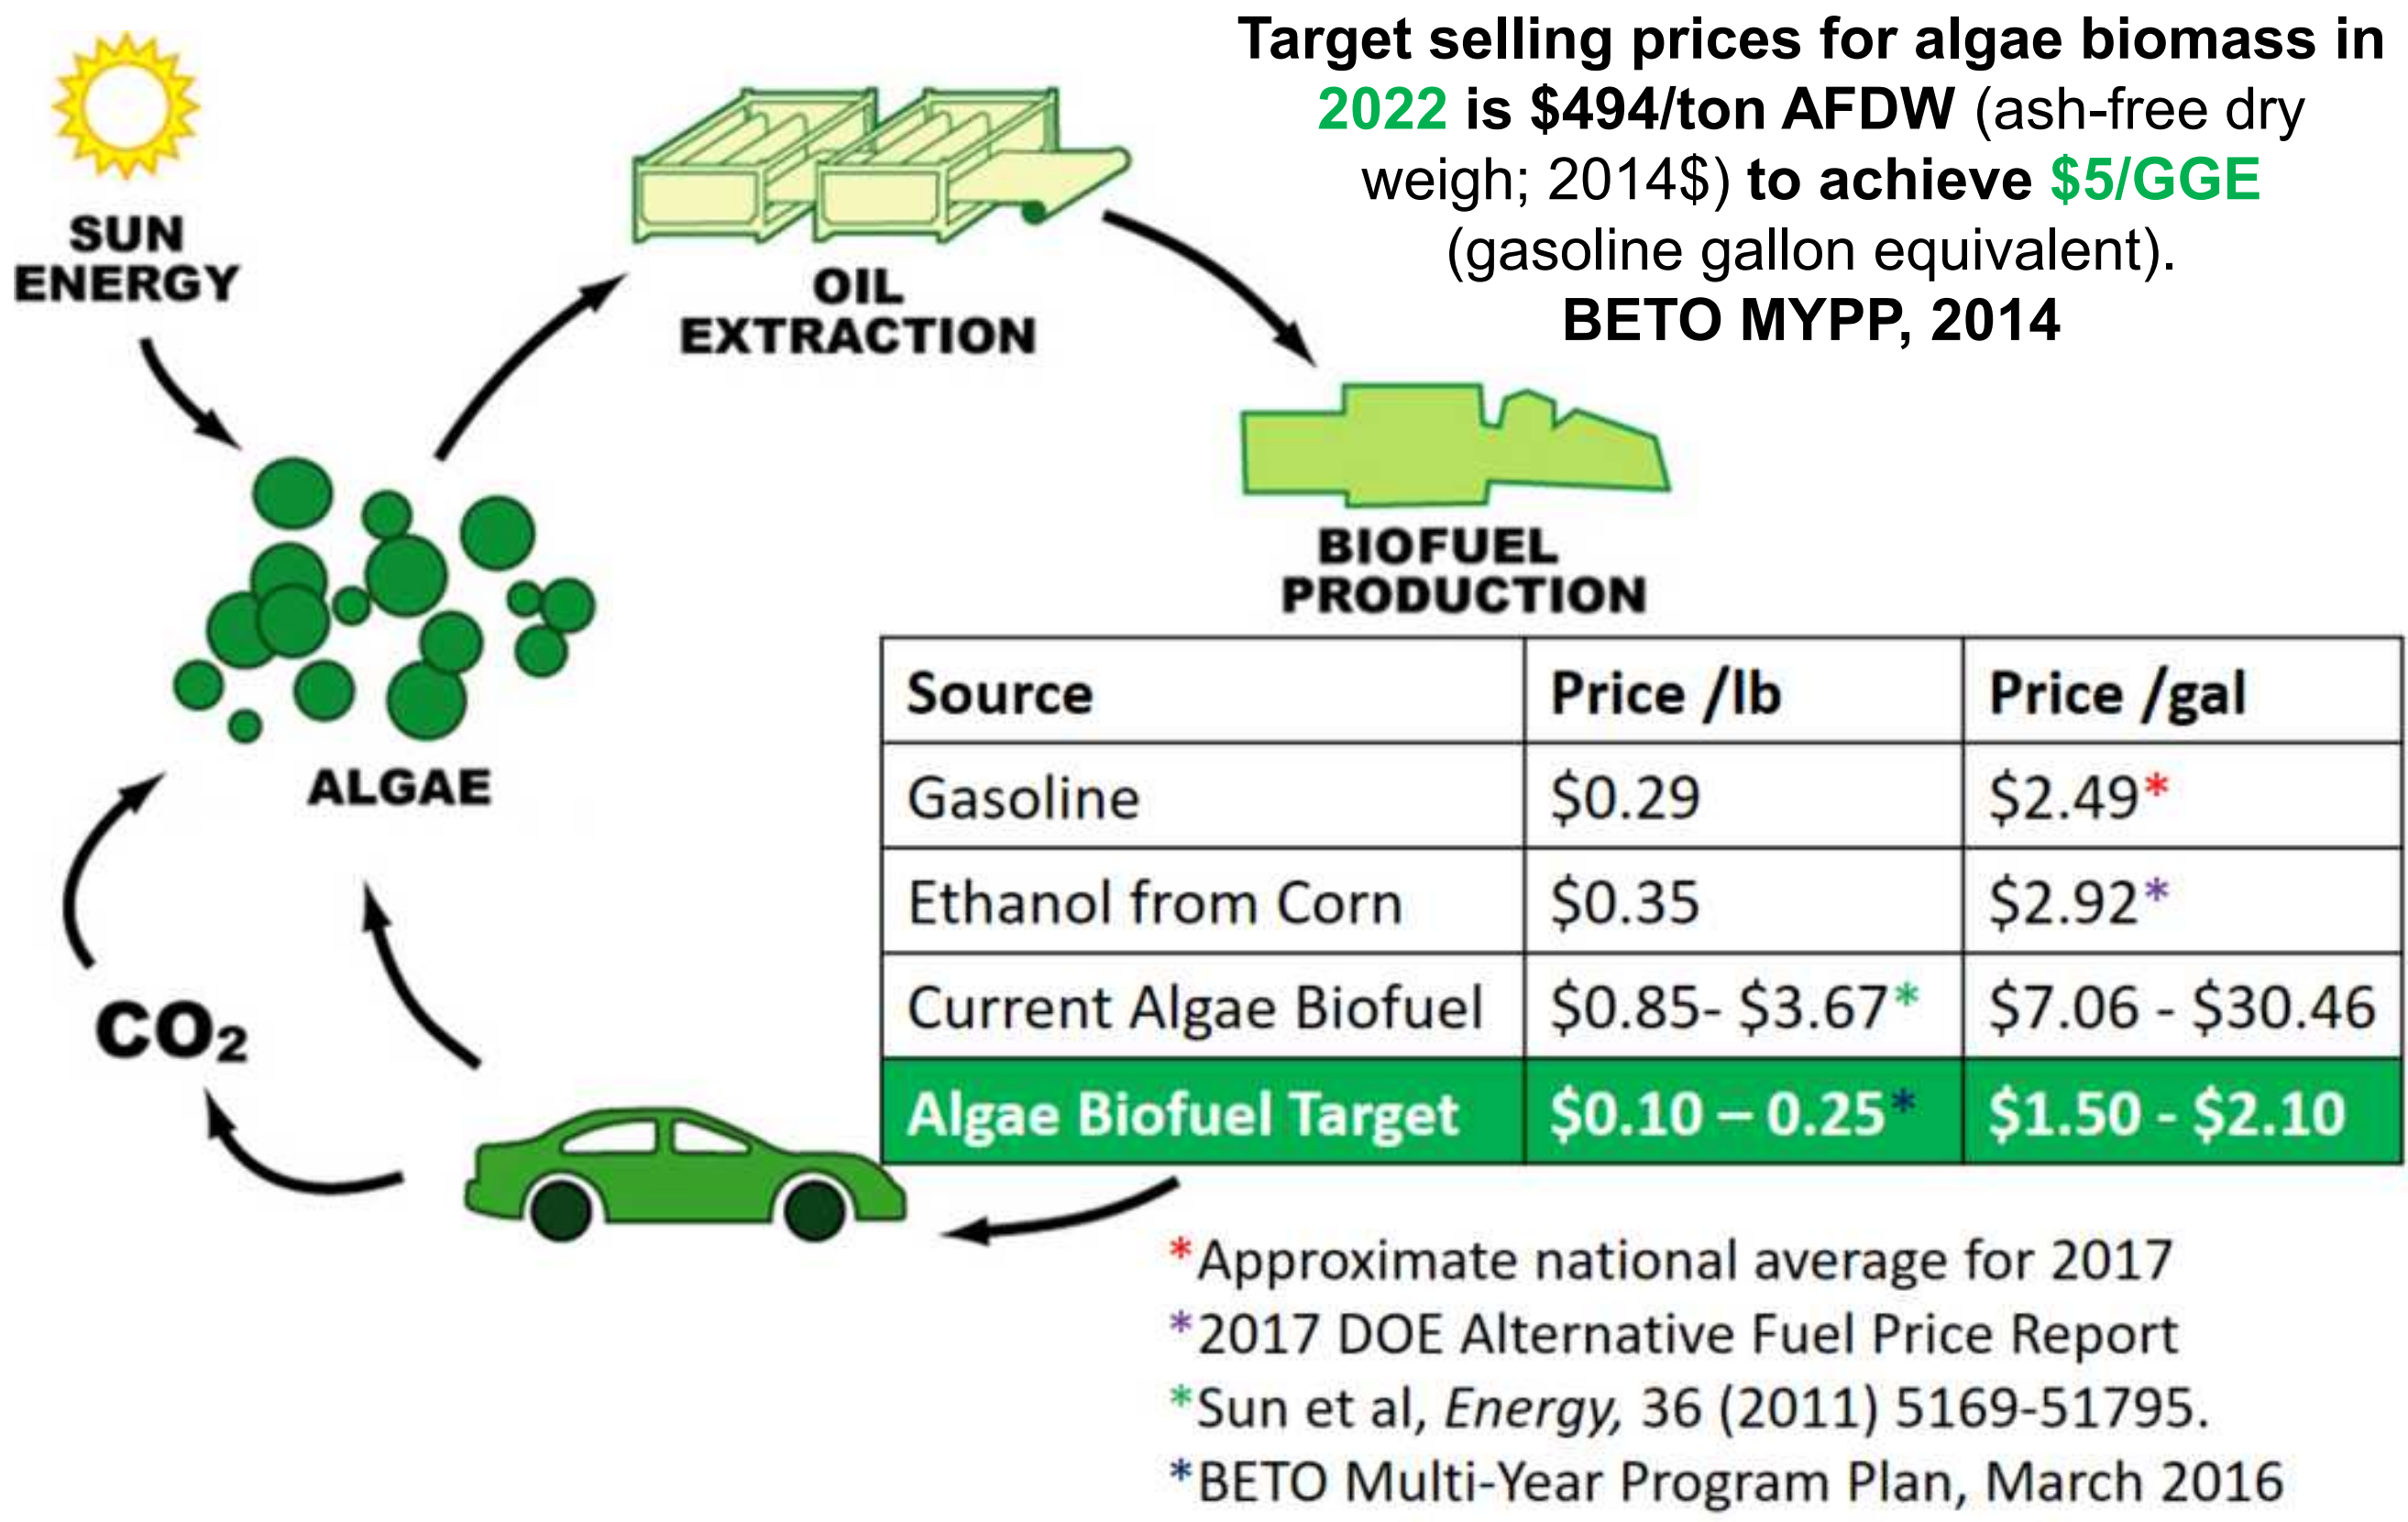 Target selling prices for algae biomass in
2022 is $494/ton AFDW (ash-free dry
weigh; 2014$) to achieve $5/GGE
(gasoline gallon equivalent).
BETO MYPP, 2014
SUN
ENERGY
OIL
EXTRACTION
BIOFUEL
PRODUCTION
ALGAE
CO₂
Source Price /lb Price /gal
Gasoline $0.29 $2.49*
Ethanol from Corn $0.35 $2.92*
Current Algae Biofuel $0.85- $3.67* $7.06 - $30.46
Algae Biofuel Target $0.10 – 0.25* $1.50 - $2.10
*Approximate national average for 2017
*2017 DOE Alternative Fuel Price Report
*Sun et al, Energy, 36 (2011) 5169-51795.
*BETO Multi-Year Program Plan, March 2016